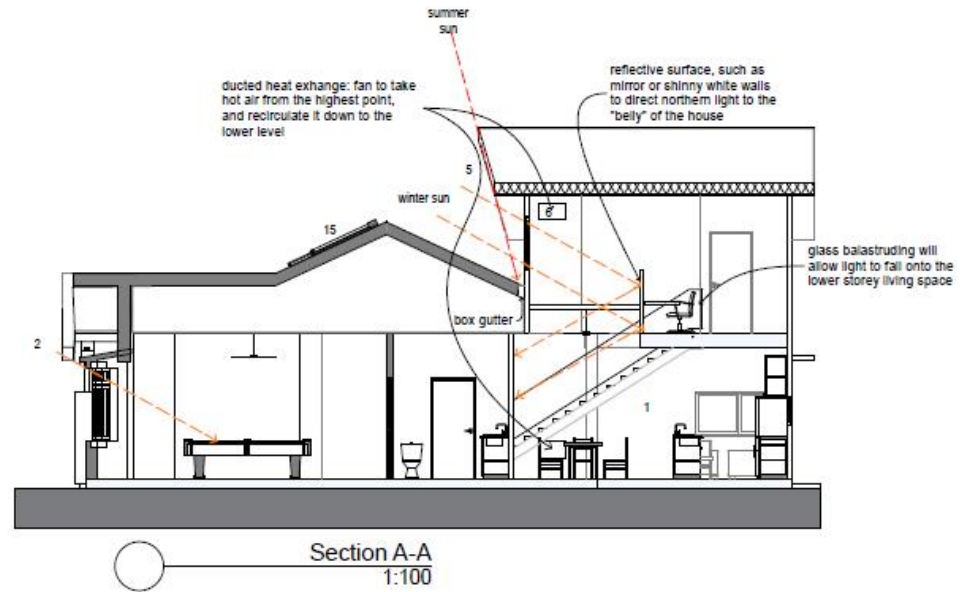 summer
sun
ducted heat exhange: fan to take
hot air from the highest point,
and recirculate it down to the
lower level
reflective surface, such as
mirror or shinny white walls
to direct northern light to the
"belly" of the house
5
winter sun
6
15
glass balastruding will
allow light to fall onto the
lower storey living space
box gutter
2
1
Section A-A
1:100